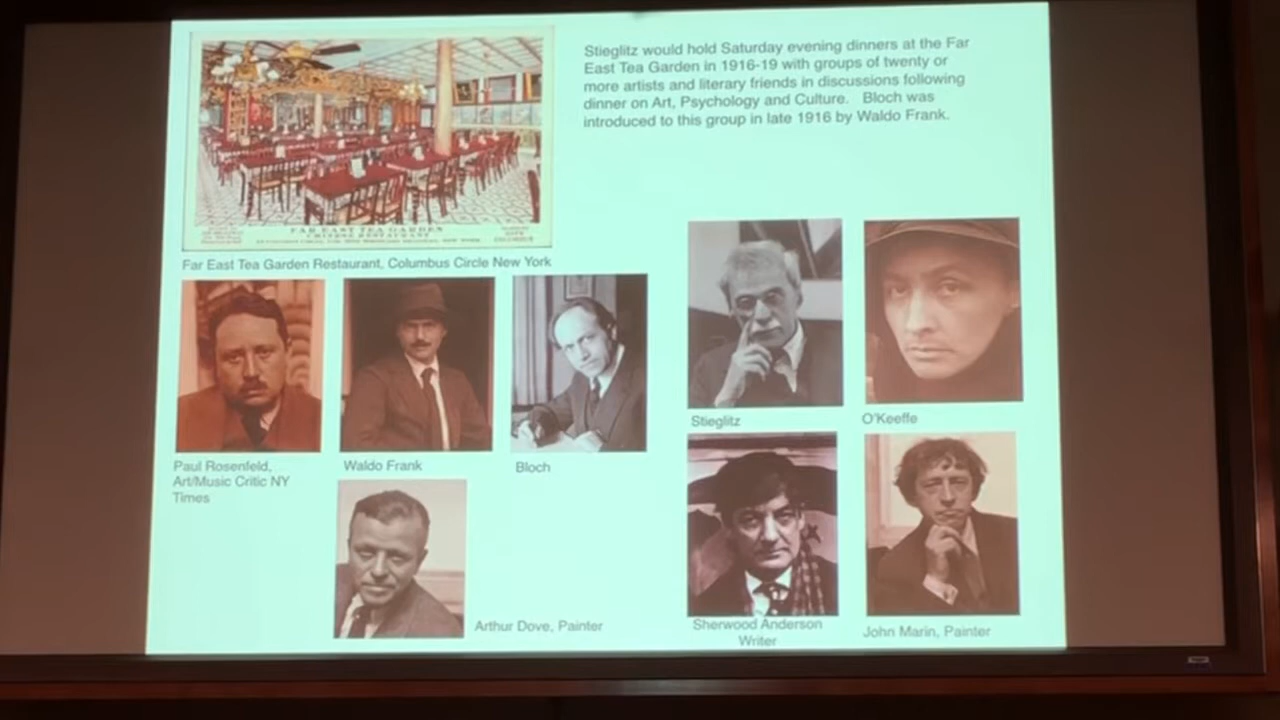 Stieglitz would hold Saturday evening dinners at the Far
East Tea Garden in 1916-19 with groups of twenty or
more artists and literary friends in discussions following
dinner on Art, Psychology and Culture. Bloch was
introduced to this group in late 1916 by Waldo Frank.
FAR EAST TEA GARDEN
CHINESE RESTAURANT
Far East Tea Garden Restaurant, Columbus Circle New York
Paul Rosenfeld,
Art/Music Critic NY
Times
Waldo Frank
Bloch
Stieglitz
O'Keeffe
Arthur Dove, Painter
Sherwood Anderson
Writer
John Marin, Painter